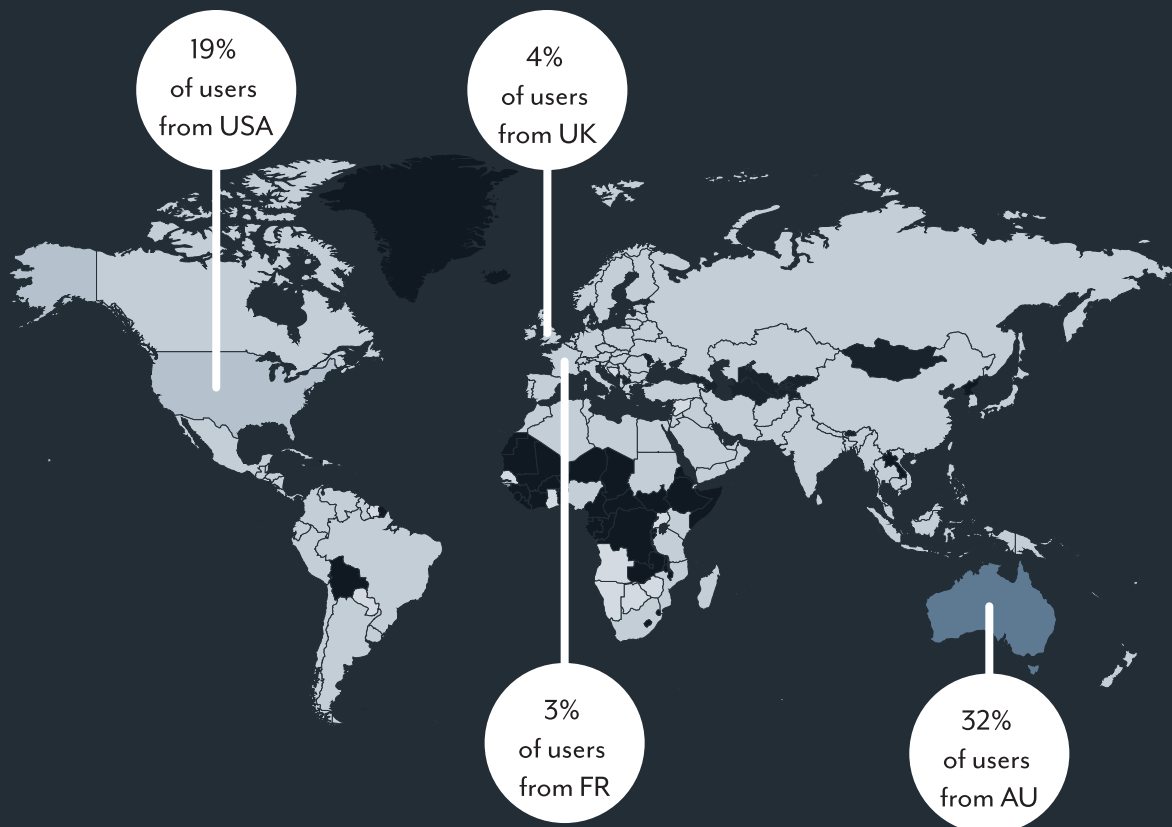 19%
of users
from USA
4%
of users
from UK
3%
of users
from FR
32%
of users
from AU